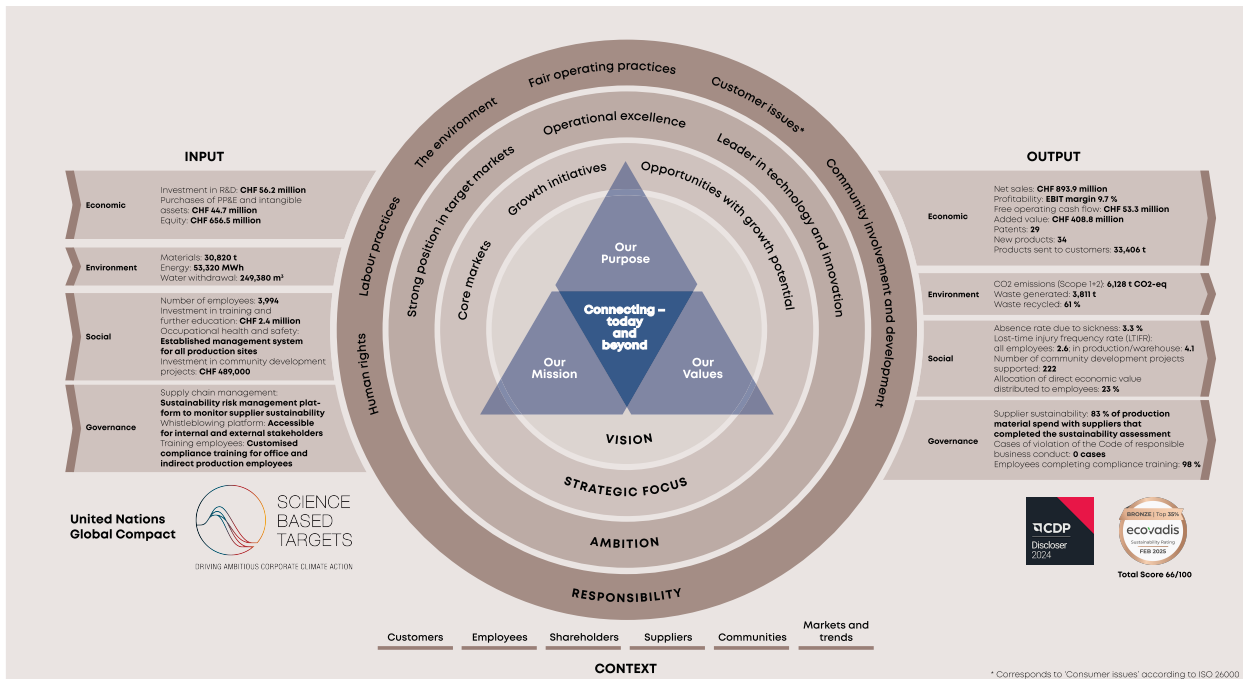 INPUT
Economic
Investment in R&D: CHF 56.2 million
Purchases of PP&E and intangible
assets: CHF 44.7 million
Equity: CHF 656.5 million
Environment
Materials: 30,820 t
Energy: 53,320 MWh
Water withdrawal: 249,380 m³
Social
Number of employees: 3,994
Investment in training and
further education: CHF 2.4 million
Occupational health and safety:
Established management system
for all production sites
Investment in community development
projects: CHF 489,000
Governance
Supply chain management:
Sustainability risk management plat-
form to monitor supplier sustainability
Whistleblowing platform: Accessible
for internal and external stakeholders
Training employees: Customised
compliance training for office and
indirect production employees
United Nations
Global Compact
SCIENCE
BASED
TARGETS
DRIVING AMBITIOUS CORPORATE CLIMATE ACTION
Human rights
Labour practices
The environment
Fair operating practices
Customer issues*
Community involvement and development
Strong position in target markets
Operational excellence
Leader in technology and innovation
Core markets
Growth initiatives
Opportunities with growth potential
Our
Purpose
Connecting –
today
and
beyond
Our
Mission
Our
Values
VISION
STRATEGIC FOCUS
AMBITION
RESPONSIBILITY
Customers
Employees
Shareholders
Suppliers
Communities
Markets and
trends
CONTEXT
OUTPUT
Economic
Net sales: CHF 893.9 million
Profitability: EBIT margin 9.7 %
Free operating cash flow: CHF 53.3 million
Added value: CHF 408.8 million
Patents: 29
New products: 34
Products sent to customers: 33,406 t
Environment
CO2 emissions (Scope 1+2): 6,128 t CO2-eq
Waste generated: 3,811 t
Waste recycled: 61 %
Social
Absence rate due to sickness: 3.3 %
Lost-time injury frequency rate (LTIFR):
all employees: 2.6; in production/warehouse: 4.1
Number of community development projects
supported: 222
Allocation of direct economic value
distributed to employees: 23 %
Governance
Supplier sustainability: 83 % of production
material spend with suppliers that
completed the sustainability assessment
Cases of violation of the Code of responsible
business conduct: 0 cases
Employees completing compliance training: 98 %
CDP
Discloser
2024
BRONZE | Top 35%
ecovadis
Sustainability Rating
FEB 2025
Total Score 66/100
* Corresponds to 'Consumer issues' according to ISO 26000